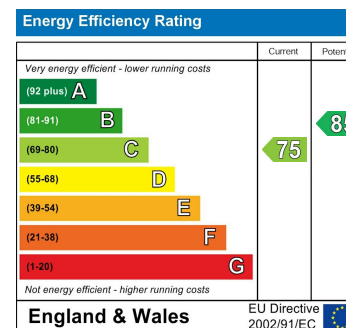 Energy Efficiency Rating
Current
Very energy efficient - lower running costs
(92 plus) A
(81-91) B
(69-80) C 75
(55-68) D
(39-54) E
(21-38) F
(1-20) G
Not energy efficient - higher running costs
England & Wales
EU Directive
2002/91/EC